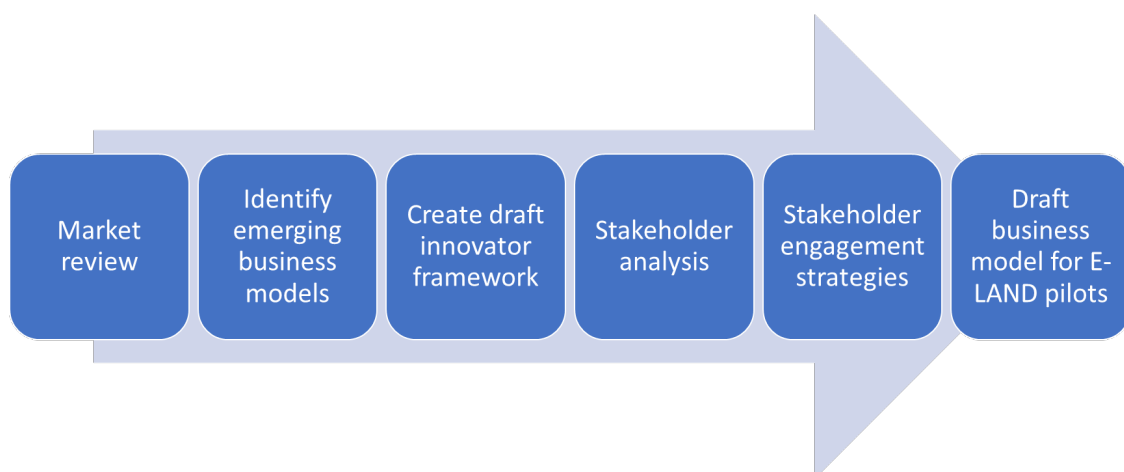 Market
review
Identify
emerging
business
models
Create draft
innovator
framework
Stakeholder
analysis
Stakeholder
engagement
strategies
Draft
business
model for E-
LAND pilots